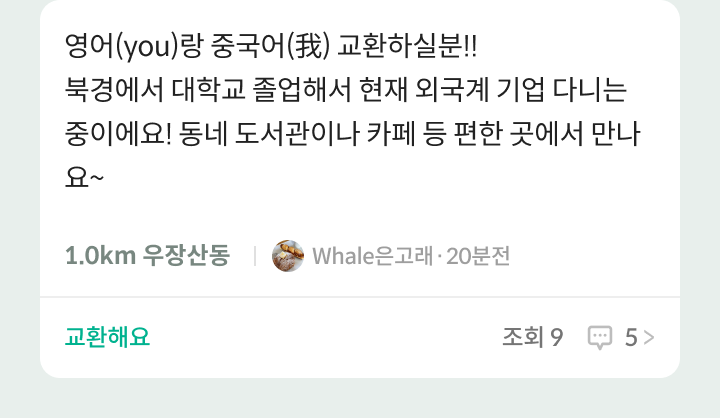 영어(you)랑 중국어(我) 교환하실분!!
북경에서 대학교 졸업해서 현재 외국계 기업 다니는
중이에요! 동네 도서관이나 카페 등 편한 곳에서 만나
요~
1.0km 우장산동 | Whale은고래 · 20분전
교환해요 조회 9 5 >